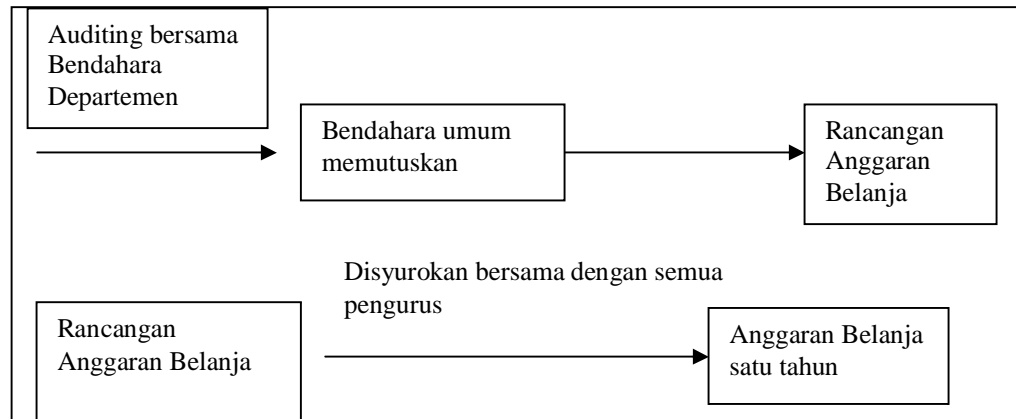 Auditing bersama
Bendahara
Departemen
Bendahara umum
memutuskan
Rancangan
Anggaran
Belanja
Disyurokan bersama dengan semua
pengurus
Rancangan
Anggaran Belanja
Anggaran Belanja
satu tahun